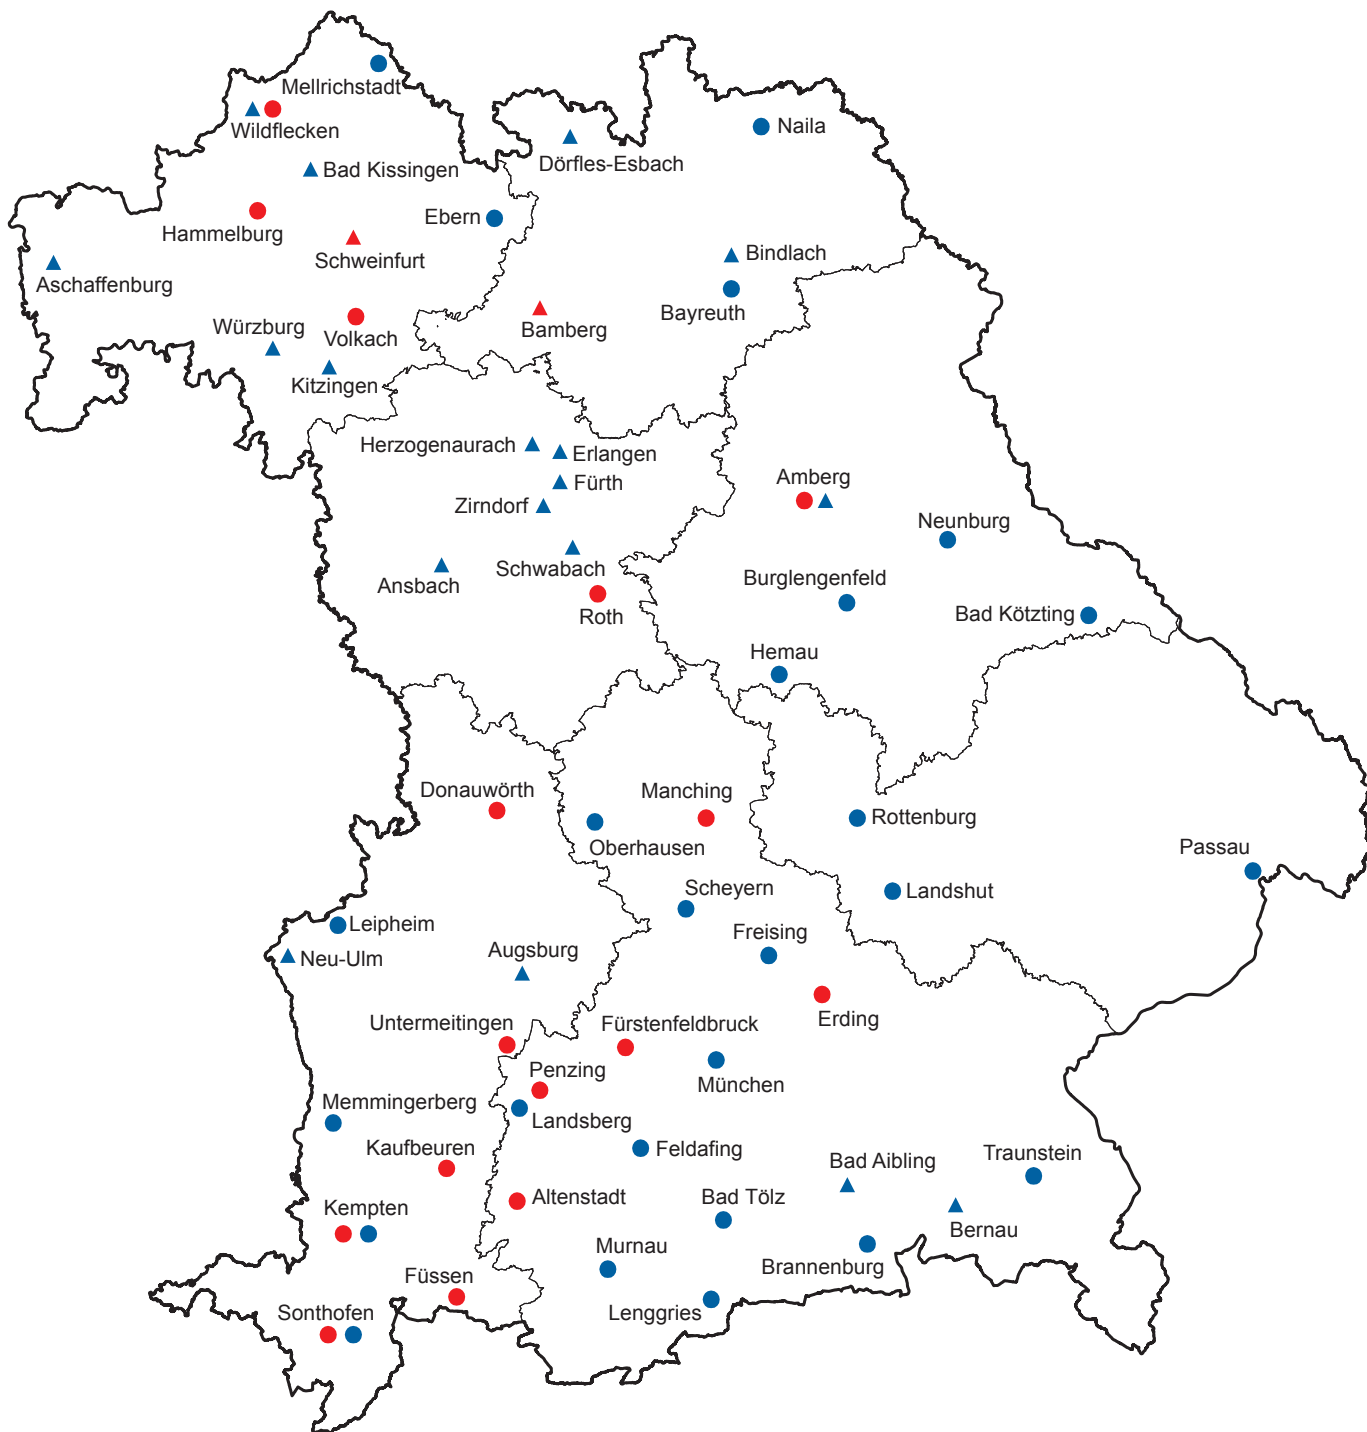 Mellrichstadt
Wildflecken
Naila
Dörfles-Esbach
Bad Kissingen
Hammelburg
Ebern
Schweinfurt
Aschaffenburg
Bindlach
Bayreuth
Würzburg
Volkach
Bamberg
Kitzingen
Herzogenaurach
Erlangen
Fürth
Zirndorf
Amberg
Neunburg
Schwabach
Ansbach
Burglengenfeld
Roth
Bad Kötzting
Hemau
Donauwörth
Manching
Rottenburg
Oberhausen
Passau
Scheyern
Landshut
Leipheim
Freising
Neu-Ulm
Augsburg
Untermeitingen
Fürstenfeldbruck
Erding
Penzing
München
Memmingerberg
Landsberg
Kaufbeuren
Feldafing
Bad Aibling
Traunstein
Altenstadt
Bad Tölz
Kempten
Bernau
Murnau
Brannenburg
Füssen
Lenggries
Sonthofen